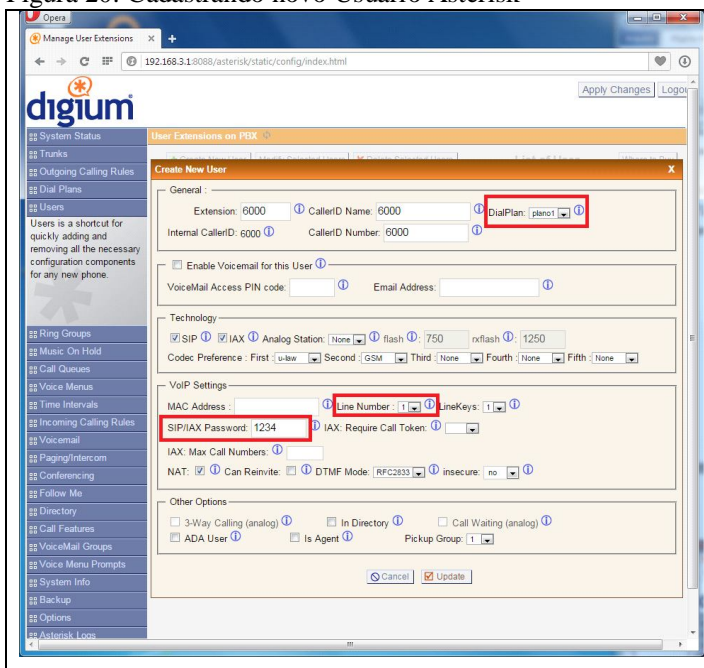 Figura 20: Cadastrando novo Usuário Asterisk
Opera
Manage User Extensions
192.168.3.1:8088/asterisk/static/config/index.html
digium
Apply Changes Logou
System Status
User Extensions on PBX
Trunks
Outgoing Calling Rules
Create New User X
Dial Plans
Users
Users is a shortcut for
quickly adding and
removing all the necessary
configuration components
for any new phone.
Ring Groups
Music On Hold
Call Queues
Voice Menus
Time Intervals
Incoming Calling Rules
Voicemail
Paging/Intercom
Conferencing
Follow Me
Directory
Call Features
VoiceMail Groups
Voice Menu Prompts
System Info
Backup
Options
Asterisk Logs
General :
Extension: 6000 CallerID Name: 6000 DialPlan: plano1
Internal CallerID: 6000 CallerID Number: 6000
Enable Voicemail for this User
VoiceMail Access PIN code: Email Address:
Technology
SIP IAX Analog Station: None flash : 750 rxflash : 1250
Codec Preference : First : u-law Second : GSM Third : None Fourth : None Fifth : None
VoIP Settings
MAC Address : Line Number : 1 LineKeys: 1
SIP/IAX Password: 1234 IAX: Require Call Token:
IAX: Max Call Numbers:
NAT: Can Reinvite: DTMF Mode: RFC2833 insecure: no
Other Options
3-Way Calling (analog) In Directory Call Waiting (analog)
ADA User Is Agent Pickup Group: 1
Cancel Update